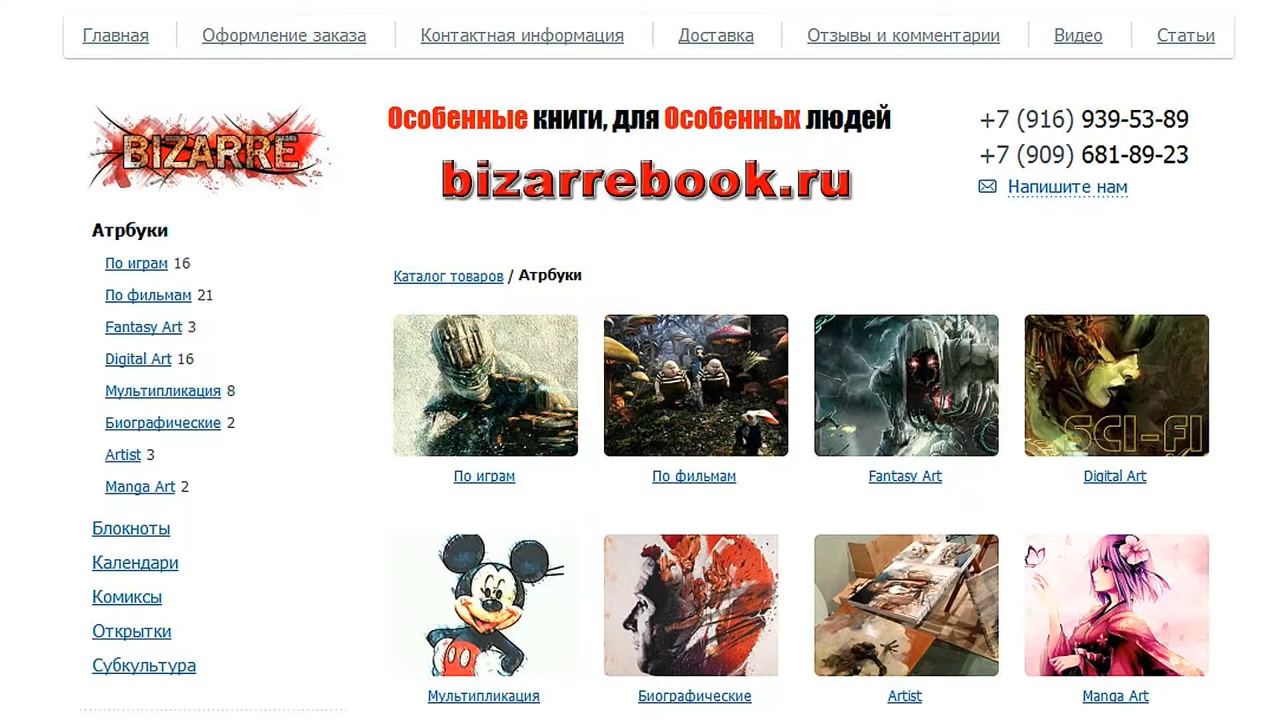 Главная Оформление заказа Контактная информация Доставка Отзывы и комментарии Видео Статьи
BIZARRE
Особенные книги, для Особенных людей
bizarrebook.ru
+7 (916) 939-53-89
+7 (909) 681-89-23
Напишите нам
Атрбуки
По играм 16
По фильмам 21
Fantasy Art 3
Digital Art 16
Мультипликация 8
Биографические 2
Artist 3
Manga Art 2
Блокноты
Календари
Комиксы
Открытки
Субкультура
Каталог товаров / Атрбуки
SCI-FI
По играм По фильмам Fantasy Art Digital Art
Мультипликация Биографические Artist Manga Art